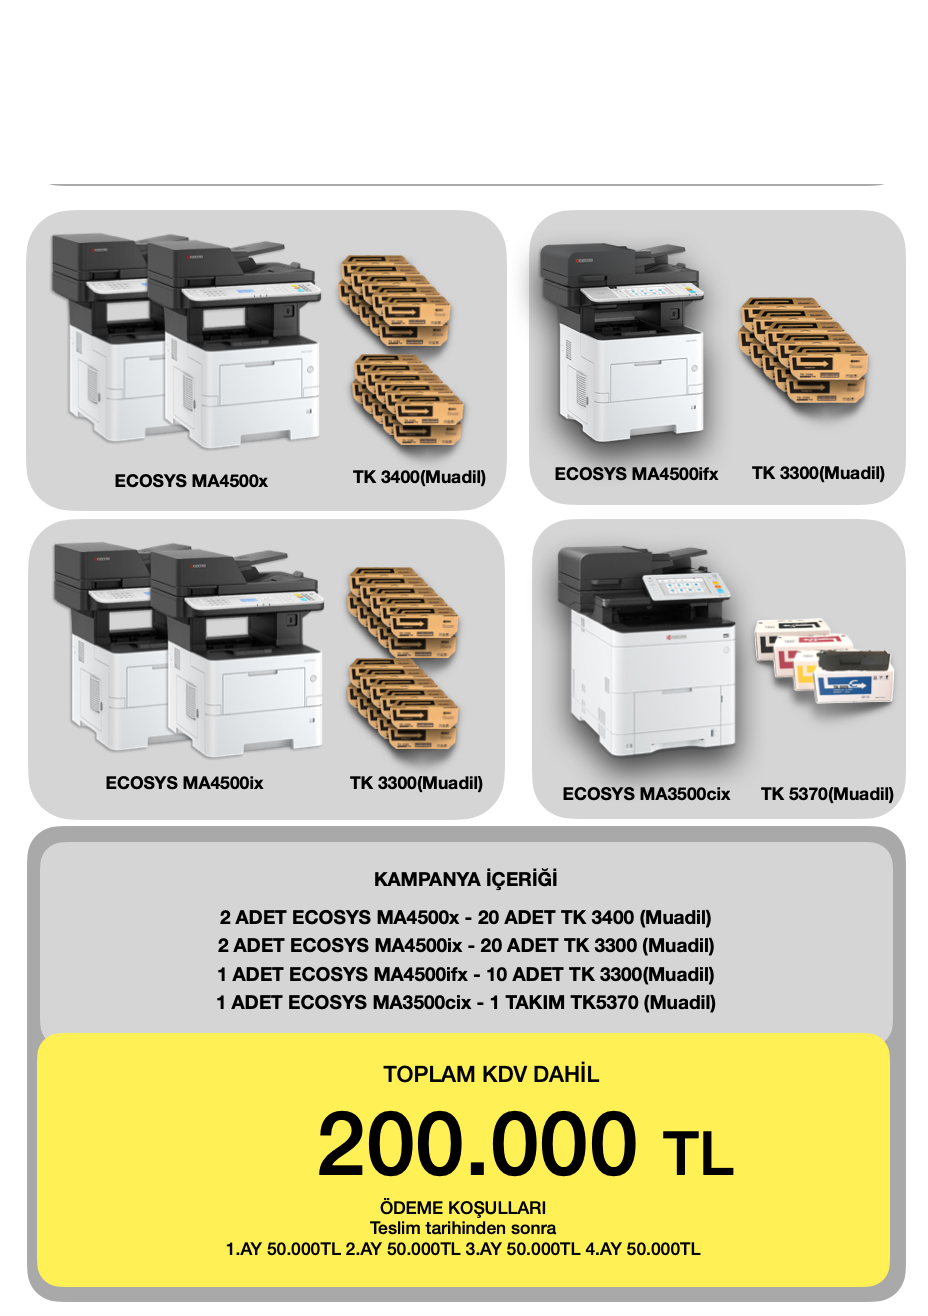 ECOSYS MA4500x
TK 3400(Muadil)
ECOSYS MA4500ifx
TK 3300(Muadil)
ECOSYS MA4500ix
TK 3300(Muadil)
ECOSYS MA3500cix
TK 5370(Muadil)
KAMPANYA İÇERİĞİ
2 ADET ECOSYS MA4500x - 20 ADET TK 3400 (Muadil)
2 ADET ECOSYS MA4500ix - 20 ADET TK 3300 (Muadil)
1 ADET ECOSYS MA4500ifx - 10 ADET TK 3300(Muadil)
1 ADET ECOSYS MA3500cix - 1 TAKIM TK5370 (Muadil)
TOPLAM KDV DAHİL
200.000 TL
ÖDEME KOŞULLARI
Teslim tarihinden sonra
1.AY 50.000TL 2.AY 50.000TL 3.AY 50.000TL 4.AY 50.000TL